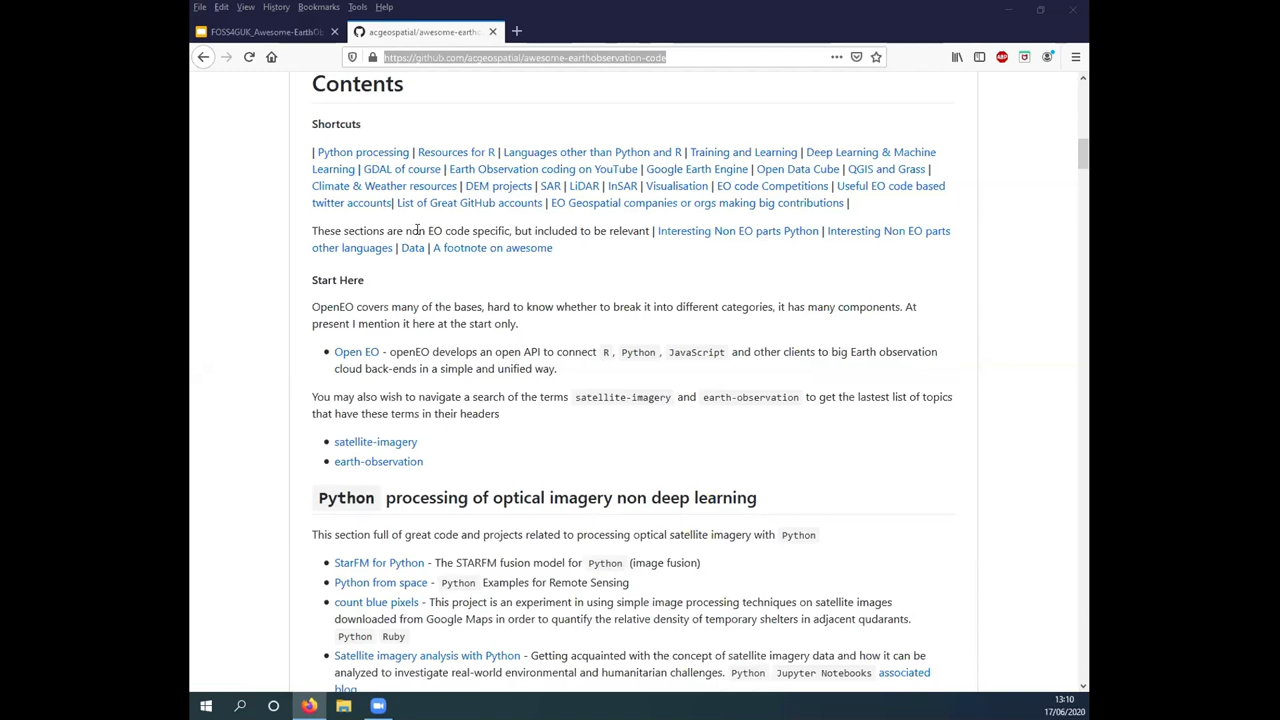 File Edit View History Bookmarks Tools Help
FOSS4GUK_Awesome-EarthOb
acgeospatial/awesome-earthob
https://github.com/acgeospatial/awesome-earthobservation-code
Contents
Shortcuts
| Python processing | Resources for R | Languages other than Python and R | Training and Learning | Deep Learning & Machine
Learning | GDAL of course | Earth Observation coding on YouTube | Google Earth Engine | Open Data Cube | QGIS and Grass |
Climate & Weather resources | DEM projects | SAR | LiDAR | InSAR | Visualisation | EO code Competitions | Useful EO code based
twitter accounts| List of Great GitHub accounts | EO Geospatial companies or orgs making big contributions |
These sections are non EO code specific, but included to be relevant | Interesting Non EO parts Python | Interesting Non EO parts
other languages | Data | A footnote on awesome
Start Here
OpenEO covers many of the bases, hard to know whether to break it into different categories, it has many components. At
present I mention it here at the start only.
• Open EO - openEO develops an open API to connect R, Python, JavaScript and other clients to big Earth observation
cloud back-ends in a simple and unified way.
You may also wish to navigate a search of the terms satellite-imagery and earth-observation to get the lastest list of topics
that have these terms in their headers
• satellite-imagery
• earth-observation
Python processing of optical imagery non deep learning
This section full of great code and projects related to processing optical satellite imagery with Python
• StarFM for Python - The STARFM fusion model for Python (image fusion)
• Python from space - Python Examples for Remote Sensing
• count blue pixels - This project is an experiment in using simple image processing techniques on satellite images
downloaded from Google Maps in order to quantify the relative density of temporary shelters in adjacent qudarants.
Python Ruby
• Satellite imagery analysis with Python - Getting acquainted with the concept of satellite imagery data and how it can be
analyzed to investigate real-world environmental and humanitarian challenges. Python Jupyter Notebooks associated
blog
13:10
17/06/2020